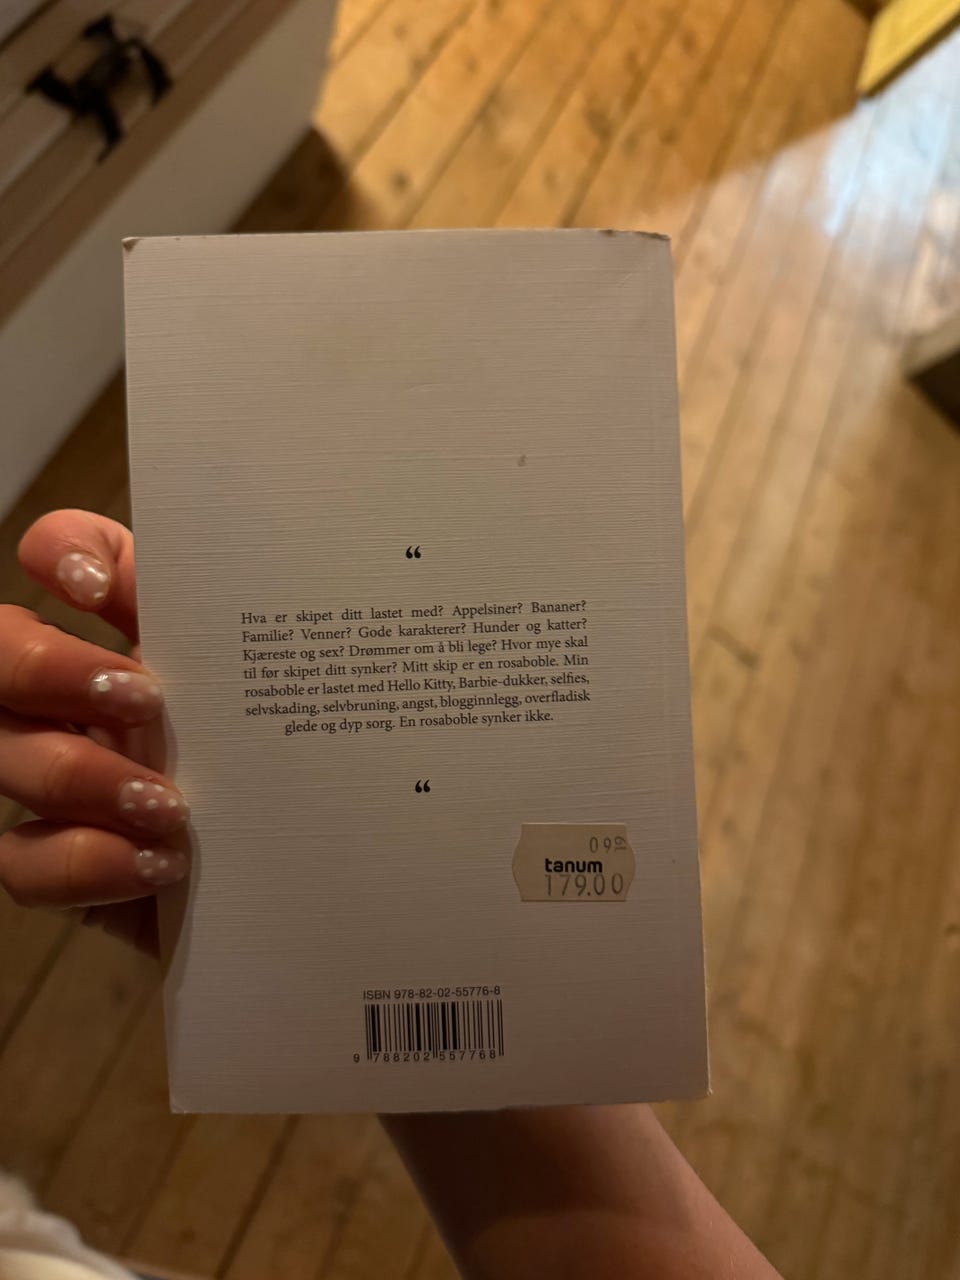 “
Hva er skipet ditt lastet med? Appelsiner? Bananer?
Familie? Venner? Gode karakterer? Hunder og katter?
Kjæreste og sex? Drømmer om å bli lege? Hvor mye skal
til før skipet ditt synker? Mitt skip er en rosaboble. Min
rosaboble er lastet med Hello Kitty, Barbie-dukker, selfies,
selvskading, selvbruning, angst, blogginnlegg, overfladisk
glede og dyp sorg. En rosaboble synker ikke.
“
09 19
tanum
179.00
ISBN 978-82-02-55776-8
9 788202 557768